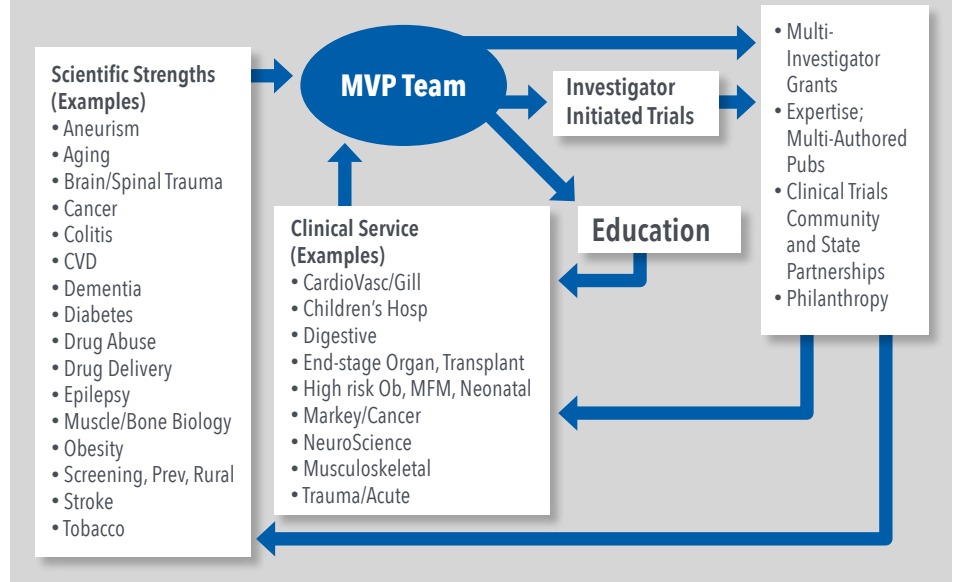 Scientific Strengths
(Examples)
• Aneurism
• Aging
• Brain/Spinal Trauma
• Cancer
• Colitis
• CVD
• Dementia
• Diabetes
• Drug Abuse
• Drug Delivery
• Epilepsy
• Muscle/Bone Biology
• Obesity
• Screening, Prev, Rural
• Stroke
• Tobacco
MVP Team
Clinical Service
(Examples)
• CardioVasc/Gill
• Children's Hosp
• Digestive
• End-stage Organ, Transplant
• High risk Ob, MFM, Neonatal
• Markey/Cancer
• NeuroScience
• Musculoskeletal
• Trauma/Acute
Investigator
Initiated Trials
Education
• Multi-
Investigator
Grants
• Expertise;
Multi-Authored
Pubs
• Clinical Trials
Community
and State
Partnerships
• Philanthropy